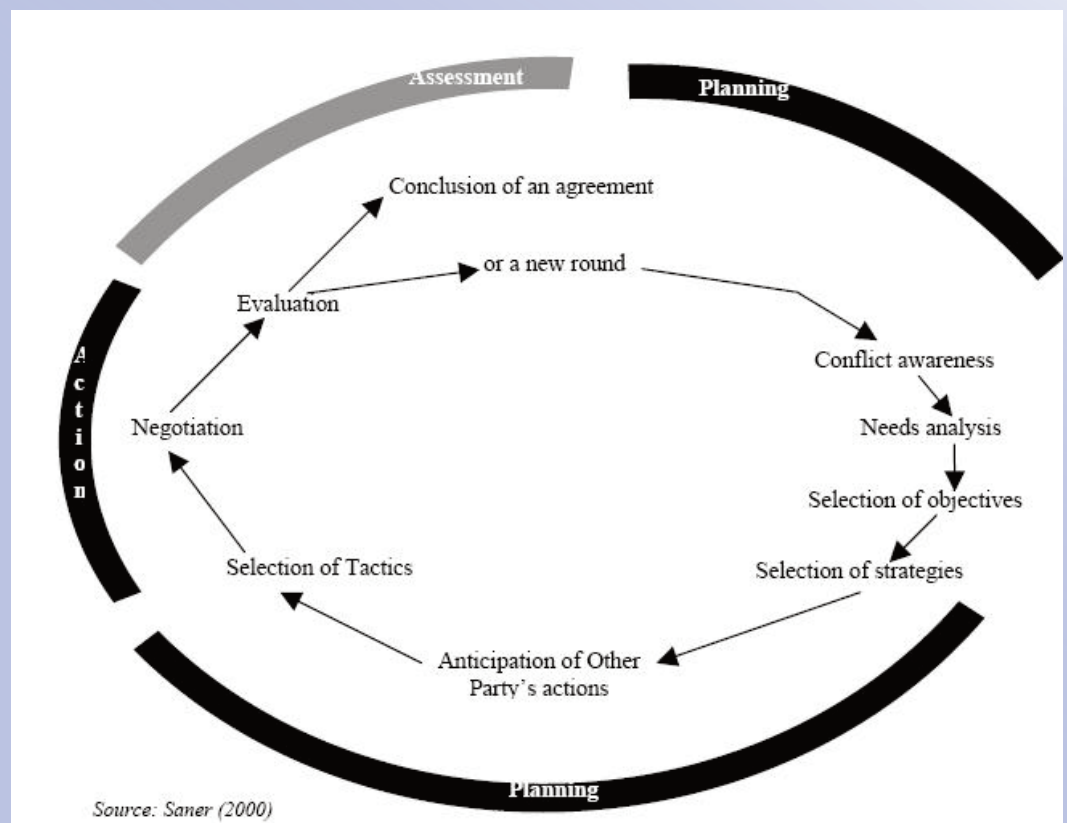 Assessment
Planning
Conclusion of an agreement
or a new round
Evaluation
Conflict awareness
Action
Negotiation
Needs analysis
Selection of objectives
Selection of Tactics
Selection of strategies
Anticipation of Other
Party's actions
Planning
Source: Saner (2000)